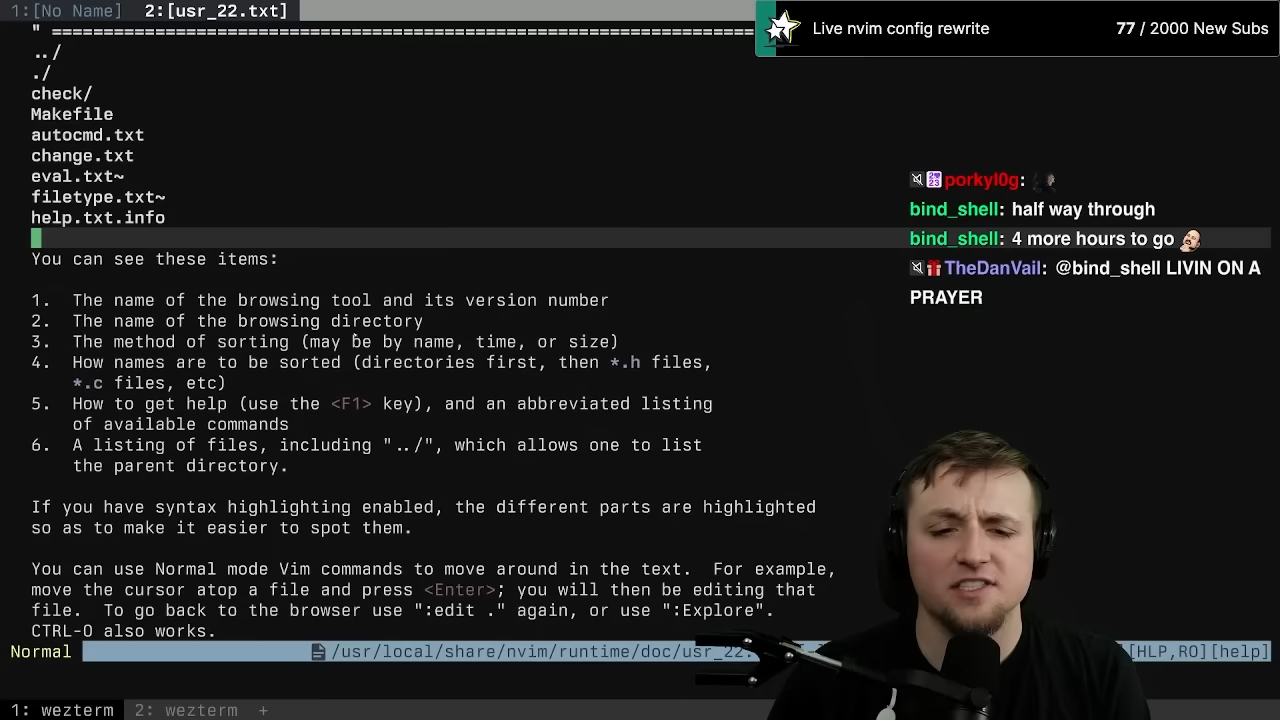 1:[No Name]  2:[usr_22.txt]
Live nvim config rewrite
77 / 2000 New Subs
" =====================================================================
../
./
check/
Makefile
autocmd.txt
change.txt
eval.txt~
filetype.txt~
help.txt.info
You can see these items:
1.  The name of the browsing tool and its version number
2.  The name of the browsing directory
3.  The method of sorting (may be by name, time, or size)
4.  How names are to be sorted (directories first, then *.h files,
*.c files, etc)
5.  How to get help (use the <F1> key), and an abbreviated listing
of available commands
6.  A listing of files, including "../", which allows one to list
the parent directory.
If you have syntax highlighting enabled, the different parts are highlighted
so as to make it easier to spot them.
You can use Normal mode Vim commands to move around in the text.  For example,
move the cursor atop a file and press <Enter>; you will then be editing that
file.  To go back to the browser use ":edit ." again, or use ":Explore".
CTRL-O also works.
porkyl0g:
bind_shell: half way through
bind_shell: 4 more hours to go
TheDanVail: @bind_shell LIVIN ON A
PRAYER
Normal /usr/local/share/nvim/runtime/doc/usr_22. [HLP,RO][help]
1: wezterm  2: wezterm  +